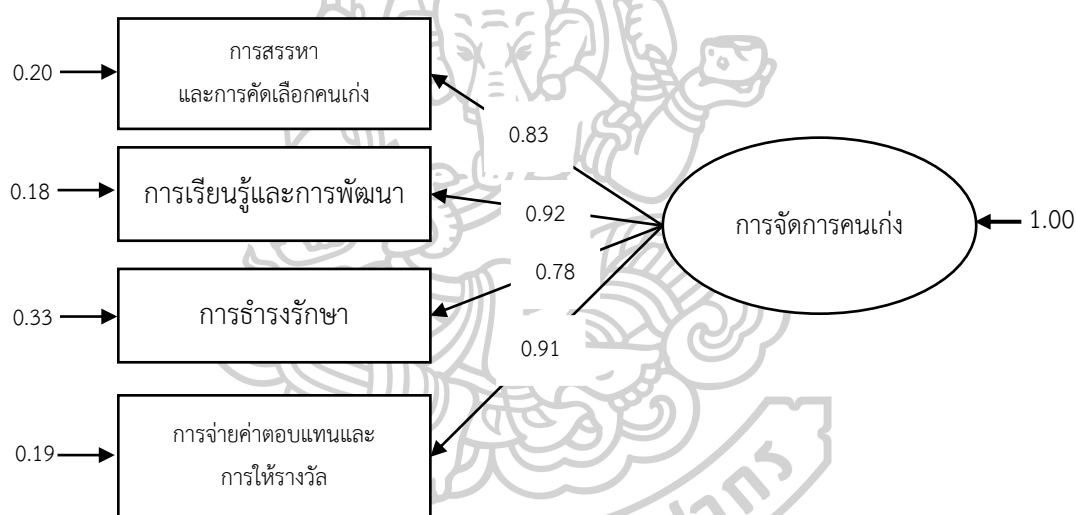 การสรรหา
และการคัดเลือกคนเก่ง
0.20
0.83
การเรียนรู้และการพัฒนา
0.18
0.92
การจัดการคนเก่ง
1.00
0.78
การธำรงรักษา
0.33
0.91
การจ่ายค่าตอบแทนและ
การให้รางวัล
0.19